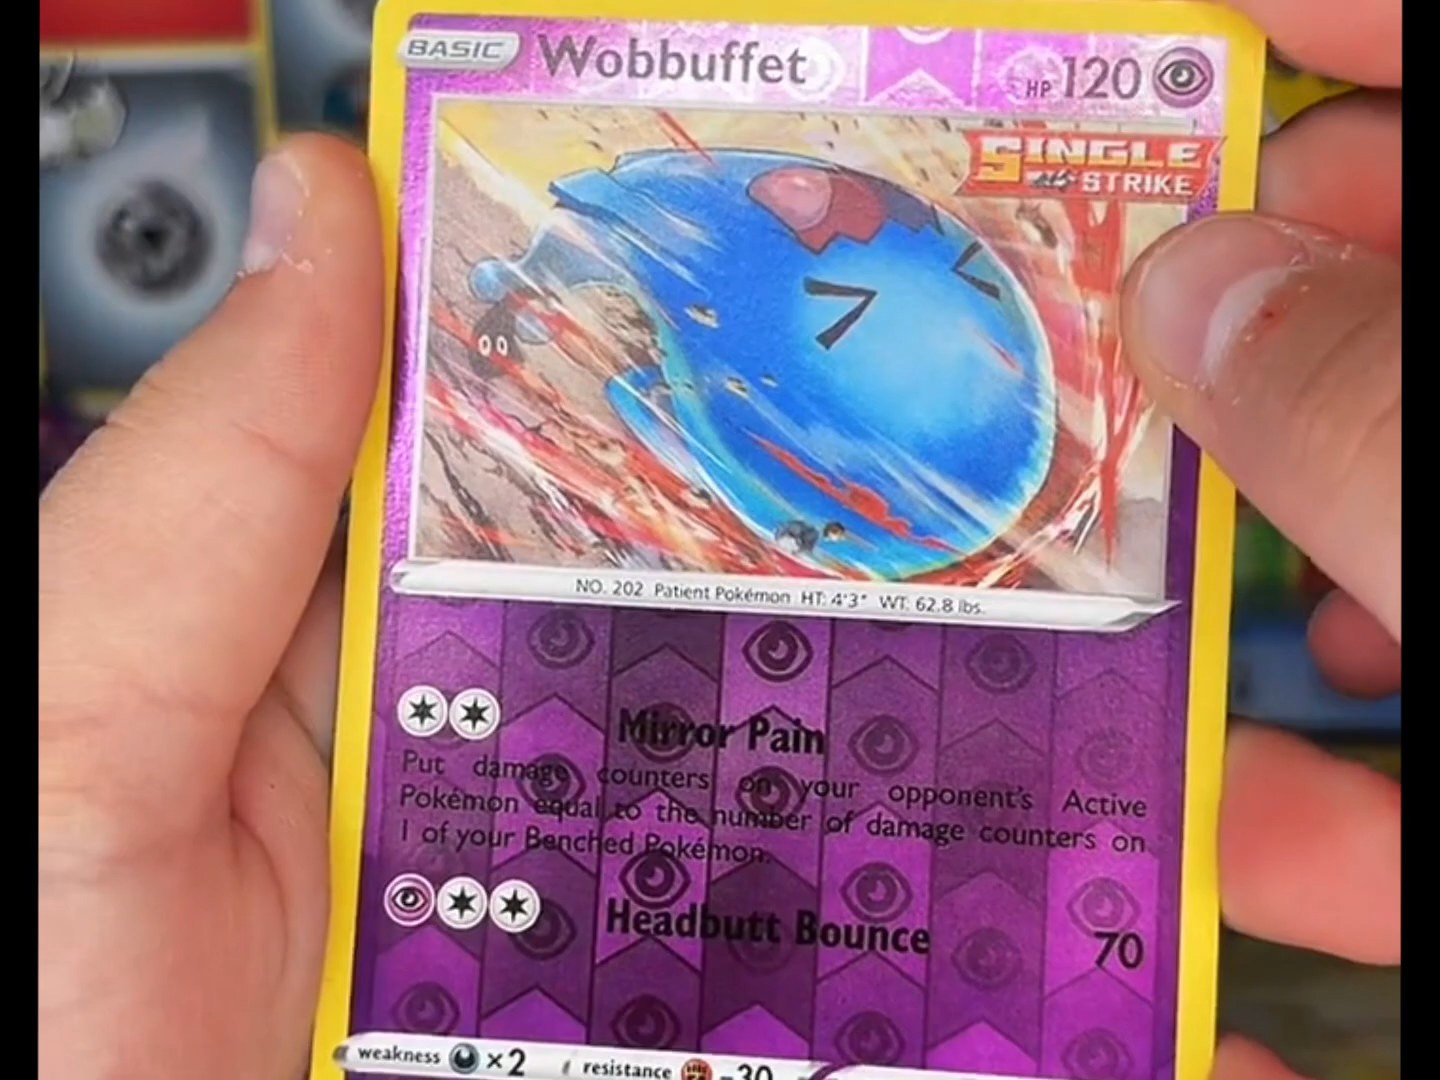 BASIC Wobbuffet HP 120
SINGLE
STRIKE
NO. 202 Patient Pokémon HT: 4'3" WT: 62.8 lbs.
Mirror Pain
Put damage counters on your opponent's Active
Pokémon equal to the number of damage counters on
1 of your Benched Pokémon.
Headbutt Bounce 70
weakness ×2 resistance -30